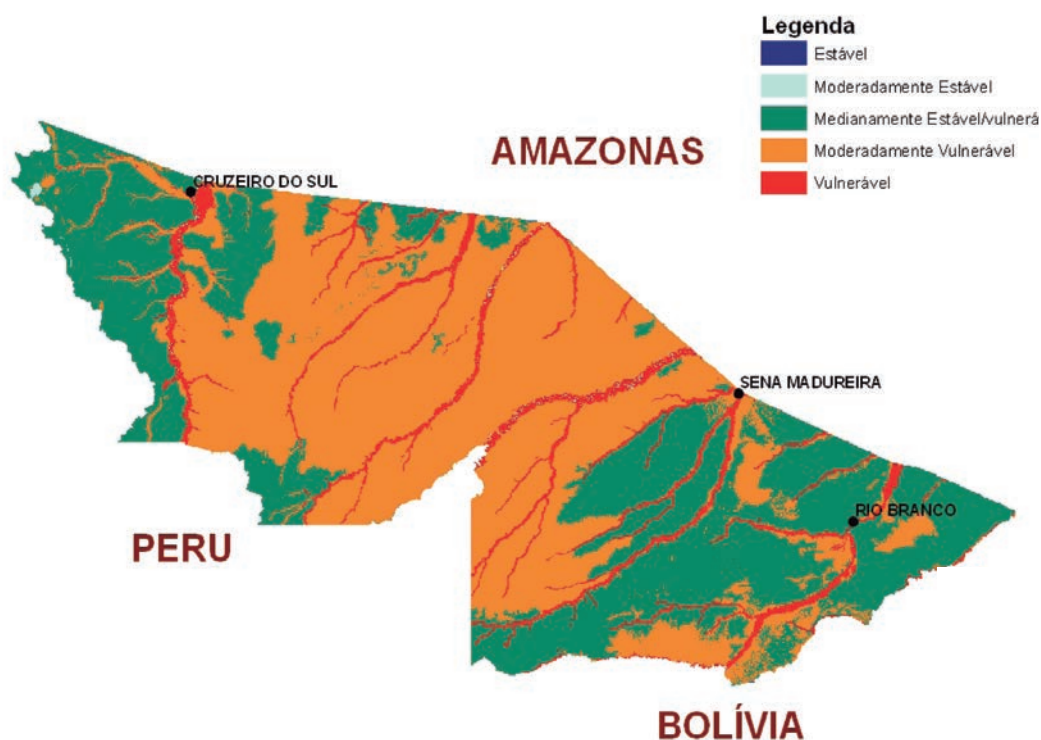 Legenda
Estável
Moderadamente Estável
Medianamente Estável/vulnerá
Moderadamente Vulnerável
Vulnerável
AMAZONAS
CRUZEIRO DO SUL
SENA MADUREIRA
RIO BRANCO
PERU
BOLÍVIA